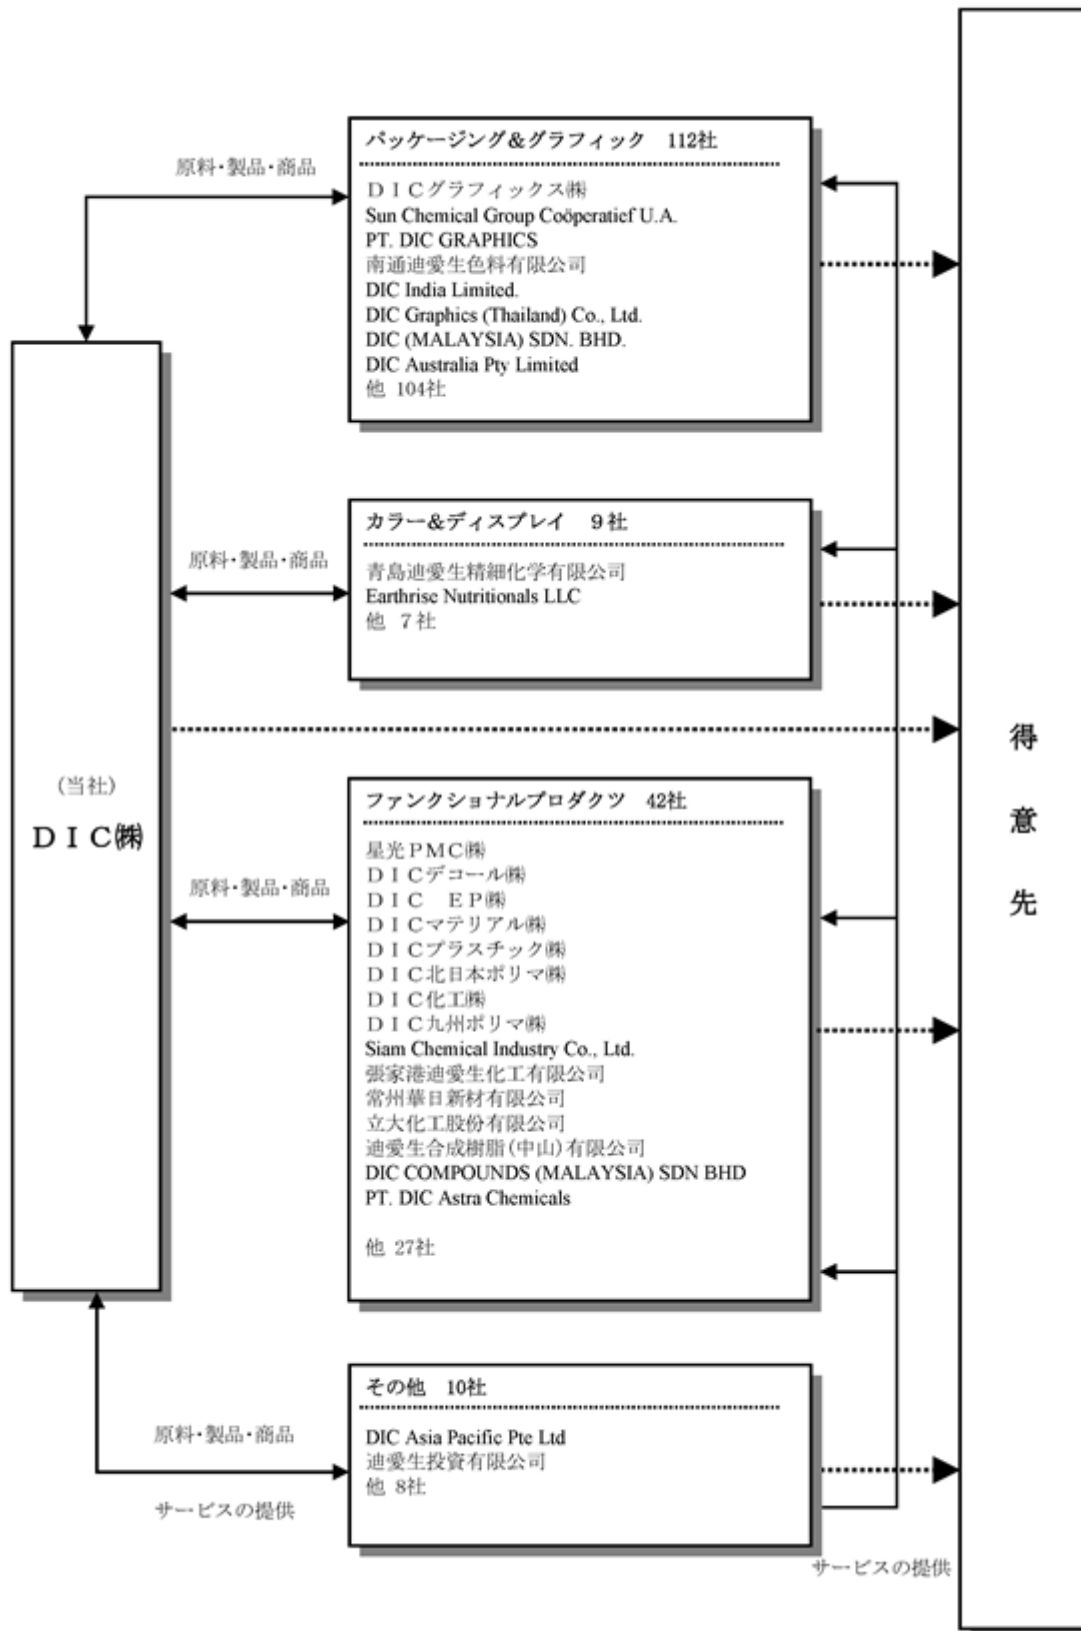 パッケージング&グラフィック　112社
原料・製品・商品
ＤＩＣグラフィックス㈱
Sun Chemical Group Coöperatief U.A.
PT. DIC GRAPHICS
南通迪愛生色料有限公司
DIC India Limited.
DIC Graphics (Thailand) Co., Ltd.
DIC (MALAYSIA) SDN. BHD.
DIC Australia Pty Limited
他 104社
カラー&ディスプレイ　９社
原料・製品・商品
青島迪愛生精細化学有限公司
Earthrise Nutritionals LLC
他 ７社
得意先
（当社）
ＤＩＣ㈱
ファンクショナルプロダクツ　42社
原料・製品・商品
星光ＰＭＣ㈱
ＤＩＣデコール㈱
ＤＩＣ　ＥＰ㈱
ＤＩＣマテリアル㈱
ＤＩＣプラスチック㈱
ＤＩＣ北日本ポリマ㈱
ＤＩＣ化工㈱
ＤＩＣ九州ポリマ㈱
Siam Chemical Industry Co., Ltd.
張家港迪愛生化工有限公司
常州華日新材有限公司
立大化工股份有限公司
迪愛生合成樹脂（中山）有限公司
DIC COMPOUNDS (MALAYSIA) SDN BHD
PT. DIC Astra Chemicals
他 27社
その他　10社
原料・製品・商品
サービスの提供
DIC Asia Pacific Pte Ltd
迪愛生投資有限公司
他 8社
サービスの提供